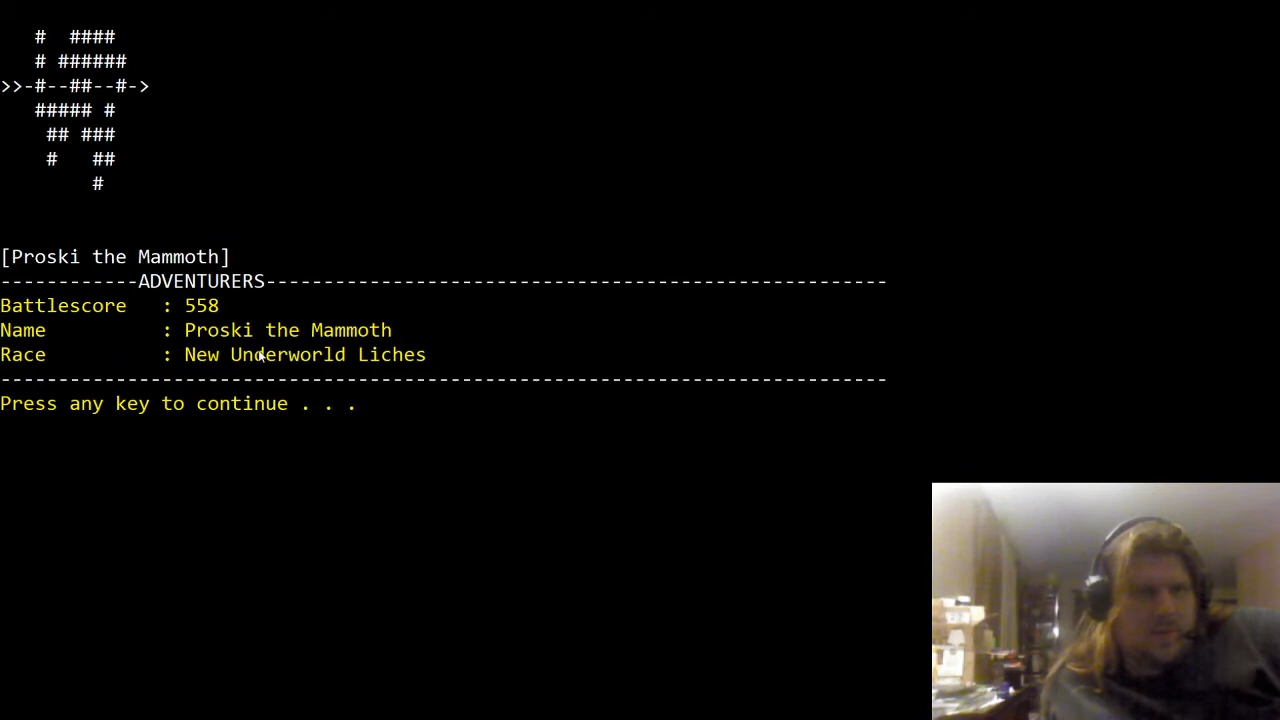 #  ####
   # ######
>>-#--##--#->
   ##### #
    ## ###
    #   ##
        #
[Proski the Mammoth]
------------ADVENTURERS------------------------------------------------------
Battlescore   : 558
Name          : Proski the Mammoth
Race          : New Underworld Liches
-----------------------------------------------------------------------------
Press any key to continue . . .